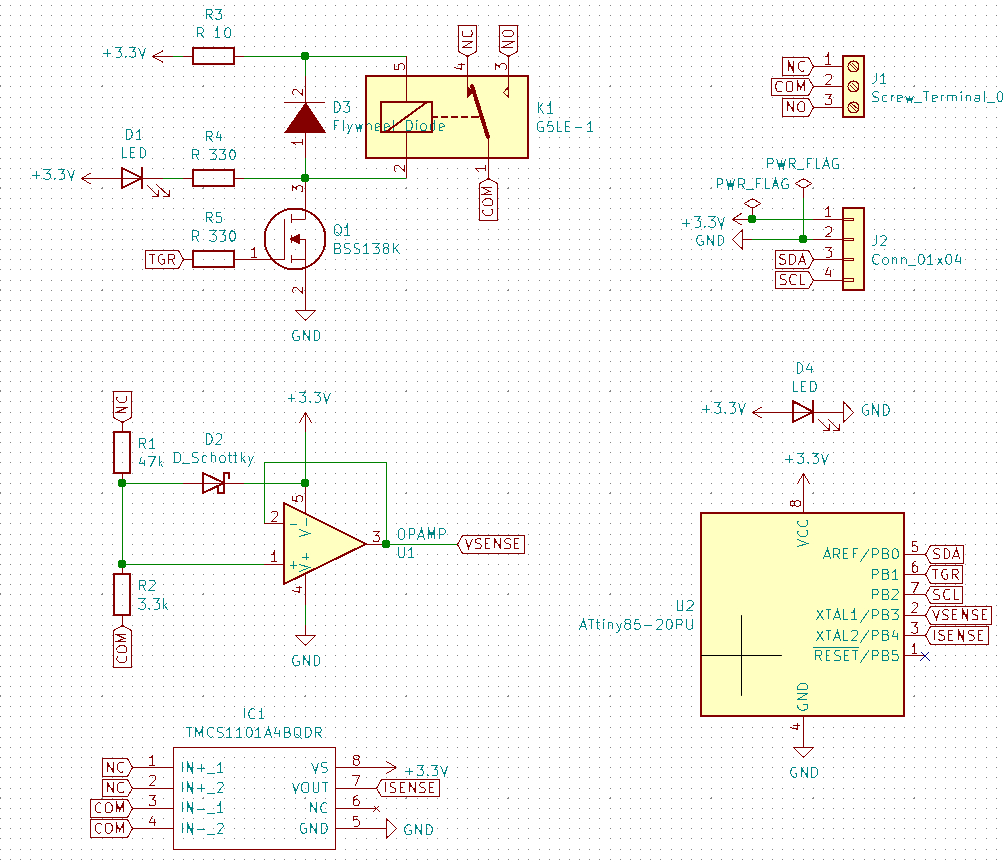 R3
R 10
+3.3V
2
D3
Flywheel Diode
1
5
NC
4
NO
3
K1
G5LE-1
2
1
COM
D1
LED
+3.3V
R4
R 330
3
R5
R 330
TGR
1
Q1
BSS138K
2
GND
NC
1
COM
2
NO
3
J1
Screw_Terminal_0
PWR_FLAG
PWR_FLAG
+3.3V
1
GND
2
SDA
3
SCL
4
J2
Conn_01x04
D4
LED
+3.3V
GND
NC
R1
47k
D2
D_Schottky
+3.3V
5
V-
2
-
1
+
V+
4
3
OPAMP
U1
VSENSE
R2
3.3k
COM
GND
+3.3V
8
VCC
U2
ATtiny85-20PU
AREF/PB0
5
SDA
PB1
6
TGR
PB2
7
SCL
XTAL1/PB3
2
VSENSE
XTAL2/PB4
3
ISENSE
RESET/PB5
1
GND
4
GND
IC1
TMCS1101A4BQDR
NC
1
IN+_1
VS
8
+3.3V
NC
2
IN+_2
VOUT
7
ISENSE
COM
3
IN-_1
NC
6
COM
4
IN-_2
GND
5
GND